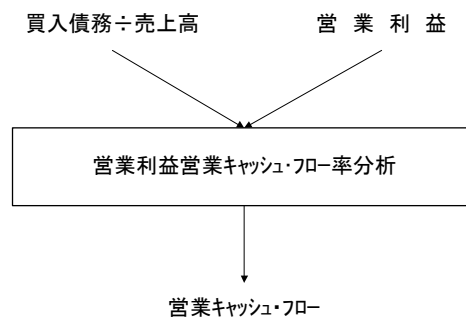 買入債務÷売上高
営業利益
営業利益営業キャッシュ・フロー率分析
営業キャッシュ・フロー